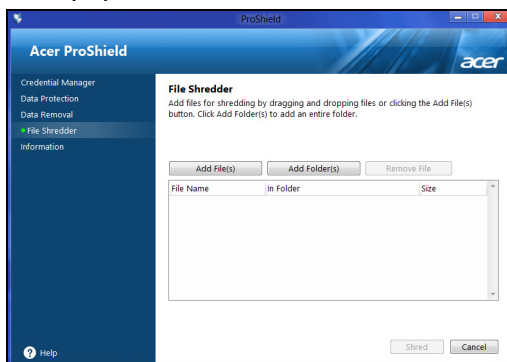 ProShield
Acer ProShield
acer
Credential Manager
Data Protection
Data Removal
File Shredder
Information
File Shredder
Add files for shredding by dragging and dropping files or clicking the Add File(s)
button. Click Add Folder(s) to add an entire folder.
Add File(s) Add Folder(s) Remove File
File Name In Folder Size
? Help
Shred Cancel